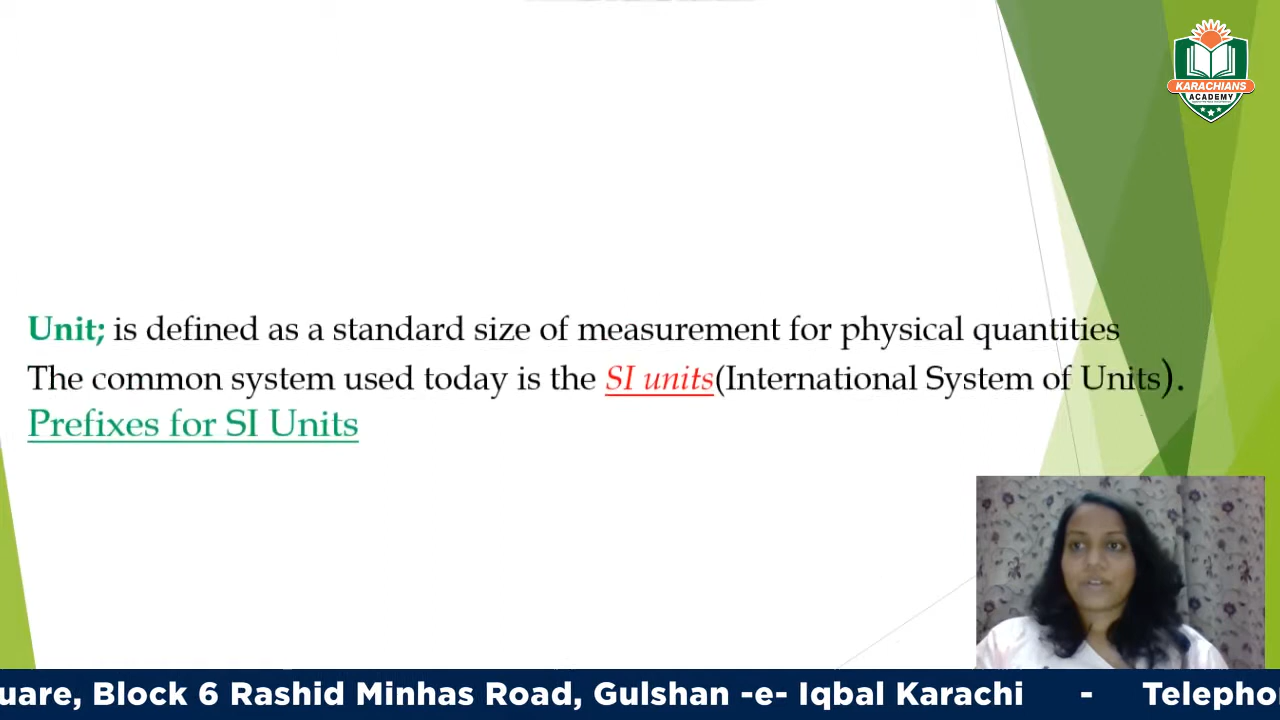 KARACHIANS
ACADEMY
Unit; is defined as a standard size of measurement for physical quantities
The common system used today is the SI units(International System of Units).
Prefixes for SI Units
uare, Block 6 Rashid Minhas Road, Gulshan -e- Iqbal Karachi - Telepho